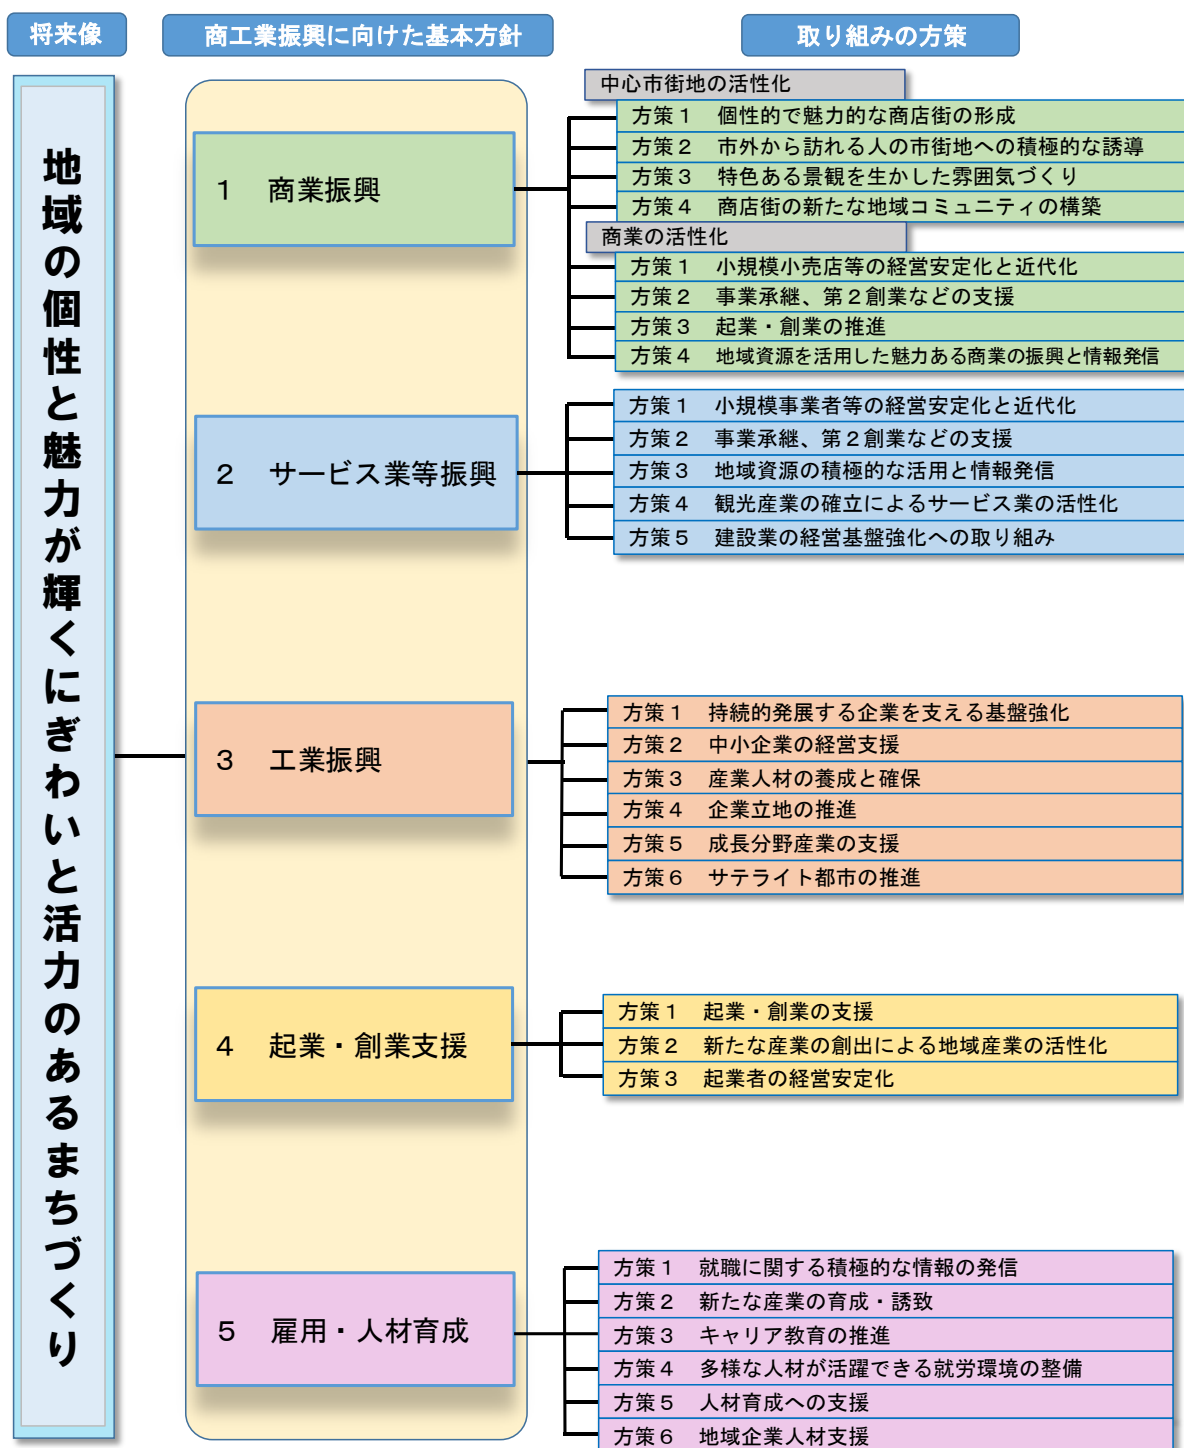 将来像
商工業振興に向けた基本方針
取り組みの方策
地域の個性と魅力が輝くにぎわいと活力のあるまちづくり
１　商業振興
中心市街地の活性化
方策１　個性的で魅力的な商店街の形成
方策２　市外から訪れる人の市街地への積極的な誘導
方策３　特色ある景観を生かした雰囲気づくり
方策４　商店街の新たな地域コミュニティの構築
商業の活性化
方策１　小規模小売店等の経営安定化と近代化
方策２　事業承継、第２創業などの支援
方策３　起業・創業の推進
方策４　地域資源を活用した魅力ある商業の振興と情報発信
２　サービス業等振興
方策１　小規模事業者等の経営安定化と近代化
方策２　事業承継、第２創業などの支援
方策３　地域資源の積極的な活用と情報発信
方策４　観光産業の確立によるサービス業の活性化
方策５　建設業の経営基盤強化への取り組み
３　工業振興
方策１　持続的発展する企業を支える基盤強化
方策２　中小企業の経営支援
方策３　産業人材の養成と確保
方策４　企業立地の推進
方策５　成長分野産業の支援
方策６　サテライト都市の推進
４　起業・創業支援
方策１　起業・創業の支援
方策２　新たな産業の創出による地域産業の活性化
方策３　起業者の経営安定化
５　雇用・人材育成
方策１　就職に関する積極的な情報の発信
方策２　新たな産業の育成・誘致
方策３　キャリア教育の推進
方策４　多様な人材が活躍できる就労環境の整備
方策５　人材育成への支援
方策６　地域企業人材支援